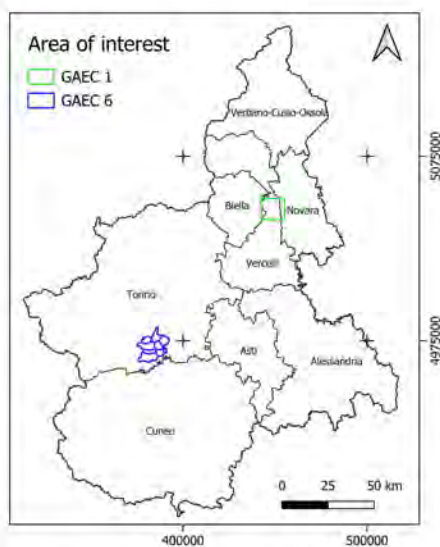 Area of interest
GAEC 1
GAEC 6
Verbano-Cusio-Ossola
5075000
Biella
Novara
Vercelli
Torino
4975000
Asti
Alessandria
Cuneo
0 25 50 km
400000 500000